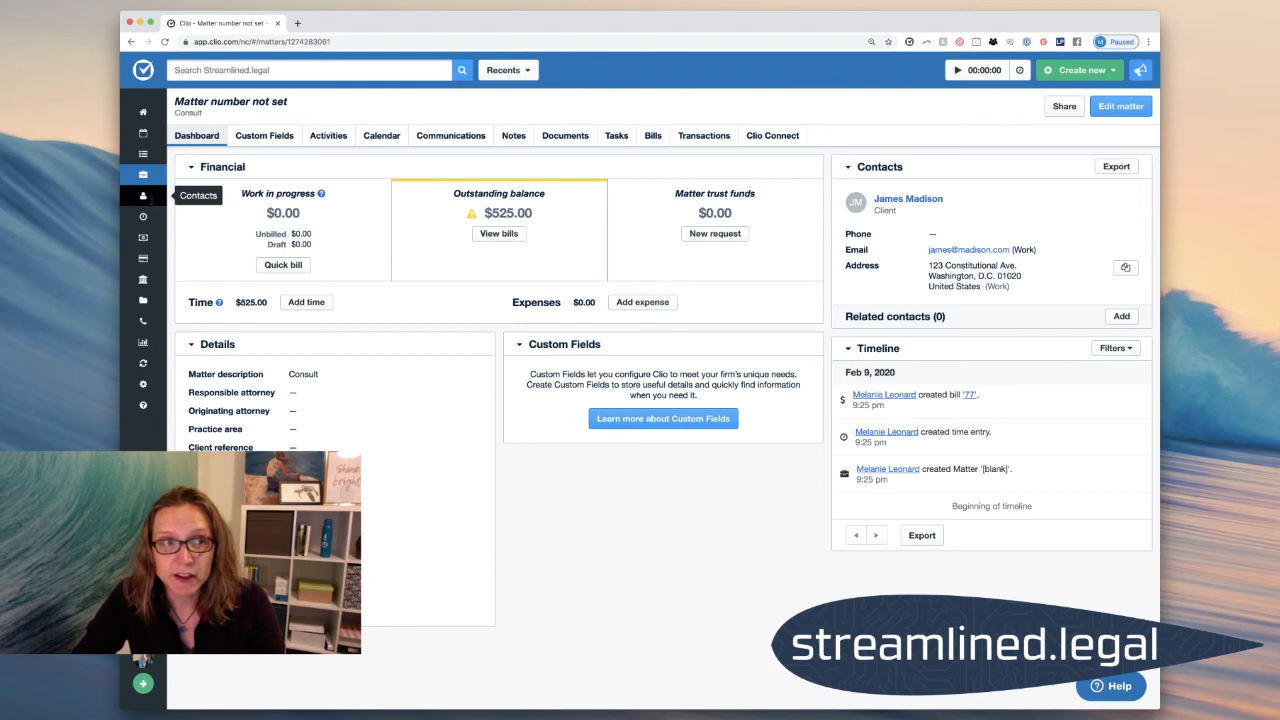 Clio - Matter number not set -
app.clio.com/nc/#/matters/1274283061
M Paused
Search Streamlined.legal
Recents
00:00:00
Create new
Matter number not set
Consult
Share
Edit matter
Dashboard
Custom Fields
Activities
Calendar
Communications
Notes
Documents
Tasks
Bills
Transactions
Clio Connect
Contacts
Financial
Work in progress
$0.00
Unbilled $0.00
Draft $0.00
Quick bill
Outstanding balance
$525.00
View bills
Matter trust funds
$0.00
New request
Time
$525.00
Add time
Expenses
$0.00
Add expense
Details
Matter description Consult
Responsible attorney —
Originating attorney —
Practice area —
Client reference —
Custom Fields
Custom Fields let you configure Clio to meet your firm's unique needs.
Create Custom Fields to store useful details and quickly find information
when you need it.
Learn more about Custom Fields
Contacts
Export
JM
James Madison
Client
Phone —
Email james@madison.com (Work)
Address 123 Constitutional Ave.
Washington, D.C. 01020
United States (Work)
Related contacts (0)
Add
Timeline
Filters
Feb 9, 2020
Melanie Leonard created bill '77'.
9:25 pm
Melanie Leonard created time entry.
9:25 pm
Melanie Leonard created Matter '[blank]'.
9:25 pm
Beginning of timeline
Export
Shine
bright
streamlined.legal
Help